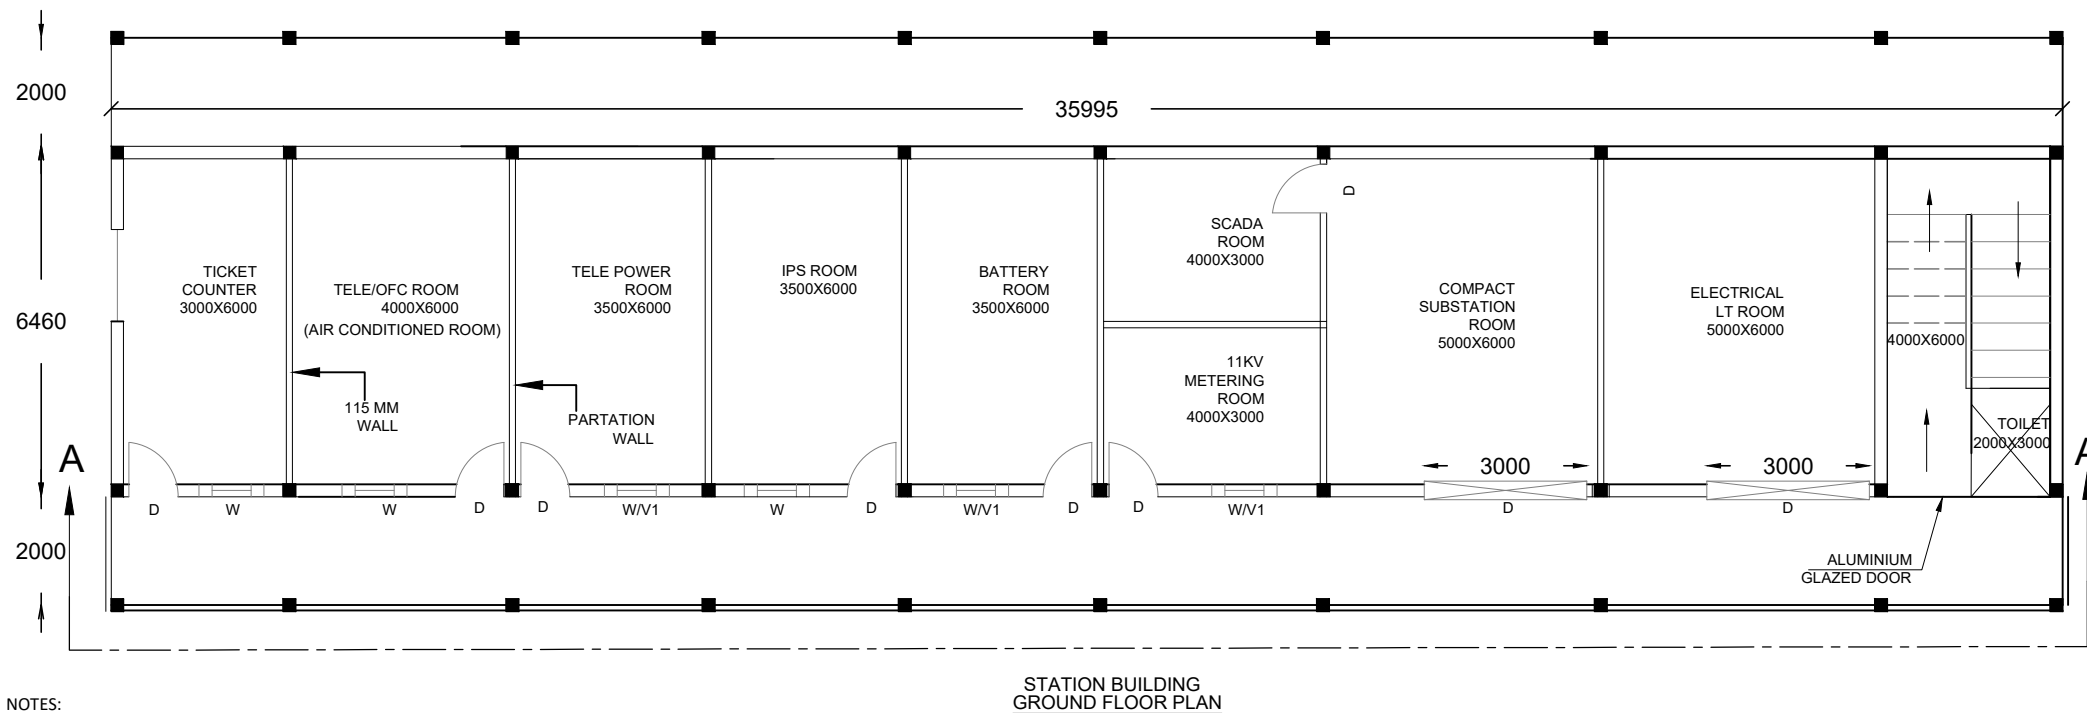 2000
35995
6460
2000
TICKET
COUNTER
3000X6000
TELE/OFC ROOM
4000X6000
(AIR CONDITIONED ROOM)
115 MM
WALL
TELE POWER
ROOM
3500X6000
PARTATION
WALL
IPS ROOM
3500X6000
BATTERY
ROOM
3500X6000
SCADA
ROOM
4000X3000
D
11KV
METERING
ROOM
4000X3000
COMPACT
SUBSTATION
ROOM
5000X6000
3000
ELECTRICAL
LT ROOM
5000X6000
3000
4000X6000
TOILET
2000X3000
A
A
D
W
W
D
D
W/V1
W
D
W/V1
D
D
W/V1
D
D
ALUMINIUM
GLAZED DOOR
STATION BUILDING
GROUND FLOOR PLAN
NOTES: